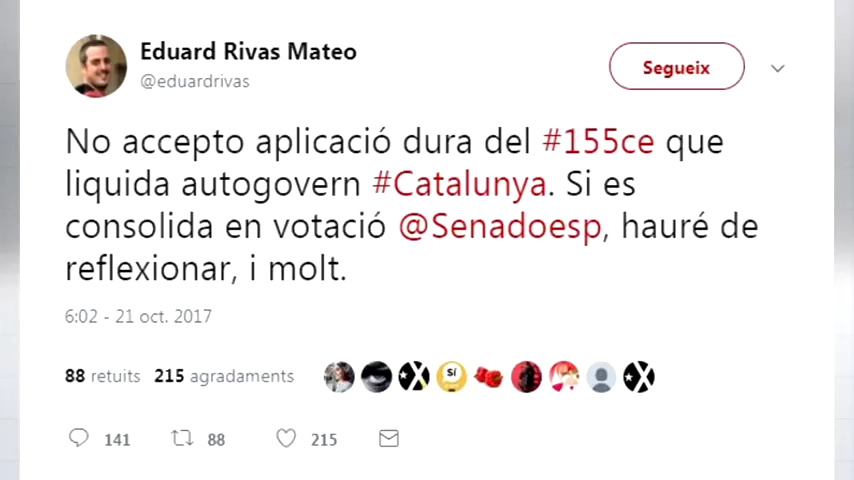 Eduard Rivas Mateo
@eduardrivas
Segueix
No accepto aplicació dura del #155ce que
liquida autogovern #Catalunya. Si es
consolida en votació @Senadoesp, hauré de
reflexionar, i molt.
6:02 - 21 oct. 2017
88 retuits 215 agradaments
Sí
141 88 215